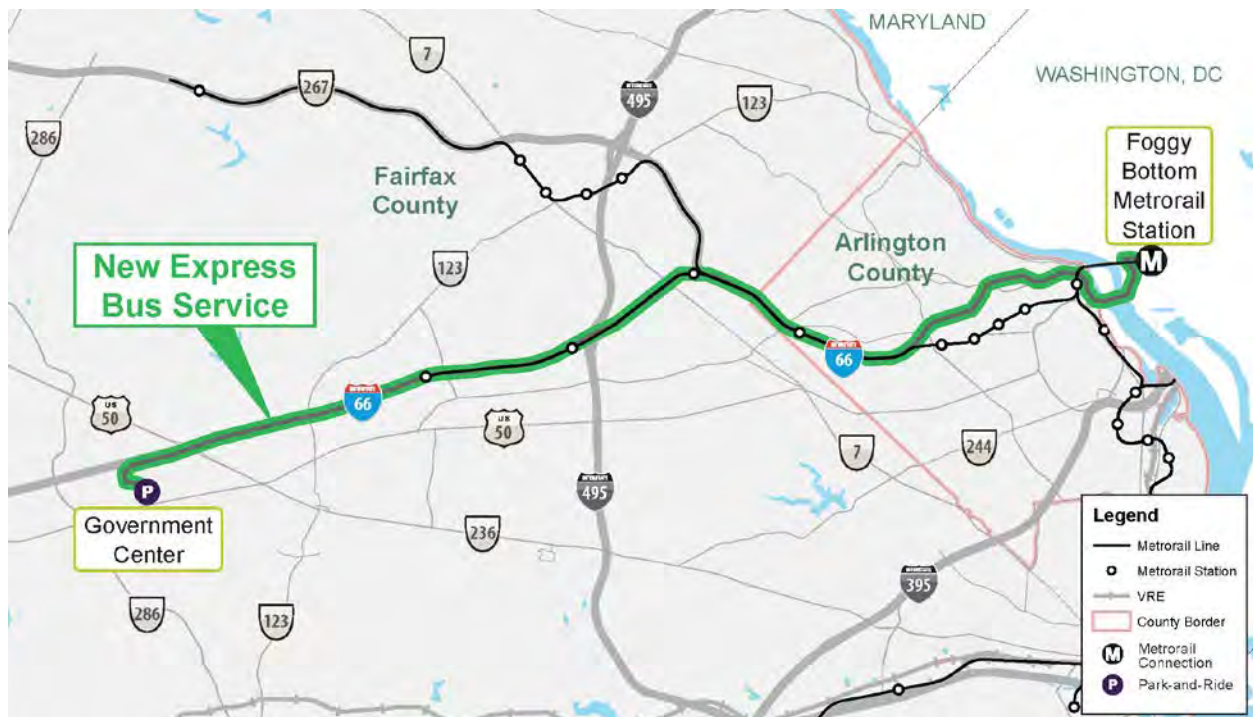 MARYLAND
7
WASHINGTON, DC
267
495
123
286
Foggy
Bottom
Metrorail
Station
M
Fairfax
County
Arlington
County
123
New Express
Bus Service
66
66
US
50
US
50
7
244
P
495
Government
Center
236
395
286
123
Legend
Metrorail Line
Metrorail Station
VRE
County Border
M
Metrorail
Connection
P
Park-and-Ride